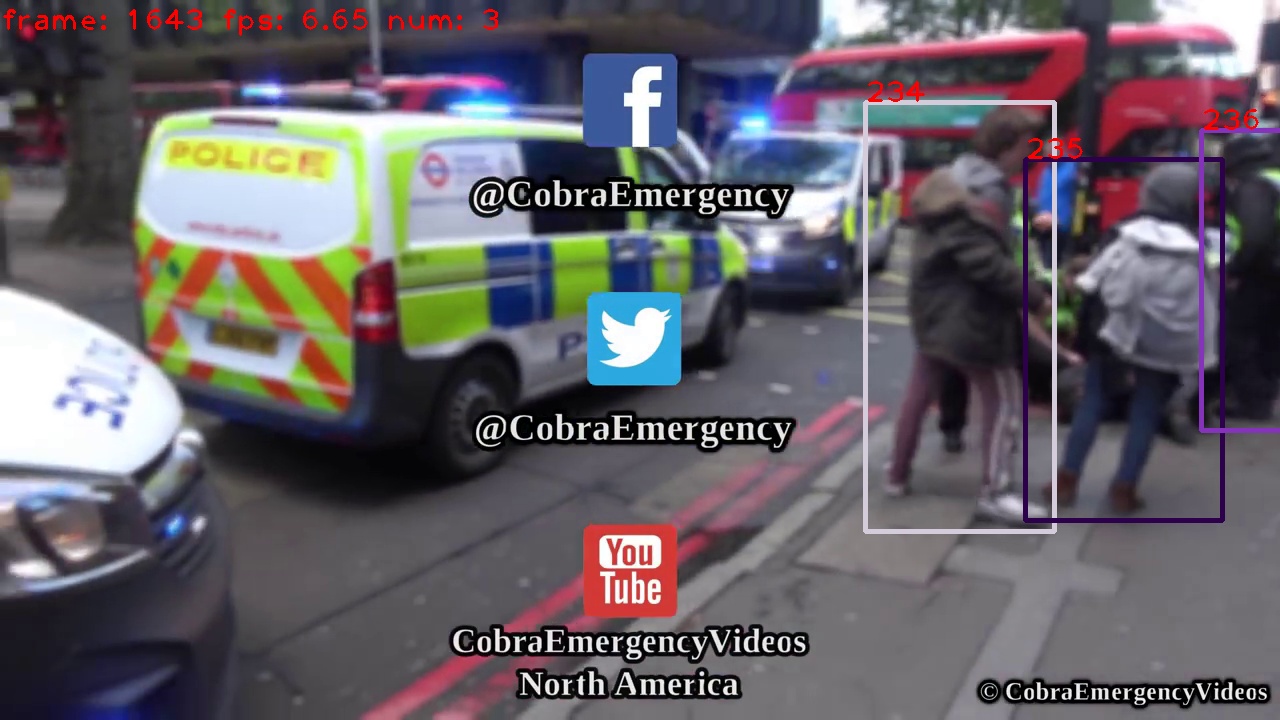 frame: 1643 fps: 6.65 num: 3
234
236
235
POLICE
@CobraEmergency
@CobraEmergency
You
Tube
CobraEmergencyVideos
North America
© CobraEmergencyVideos